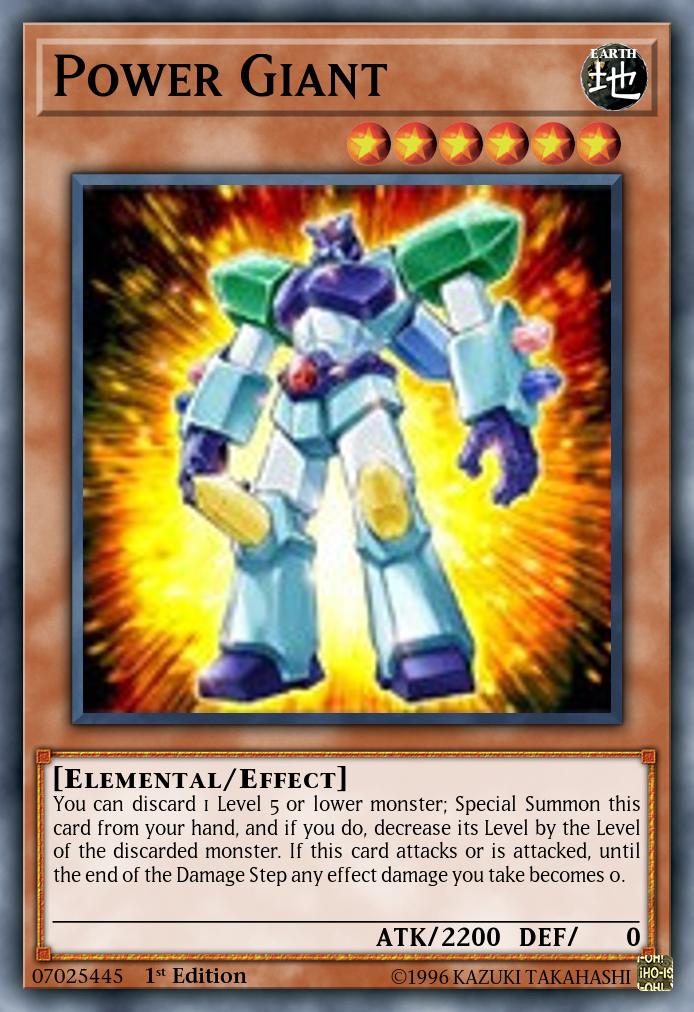 POWER GIANT
EARTH
地
[ELEMENTAL/EFFECT]
You can discard 1 Level 5 or lower monster; Special Summon this
card from your hand, and if you do, decrease its Level by the Level
of the discarded monster. If this card attacks or is attacked, until
the end of the Damage Step any effect damage you take becomes 0.
ATK/2200 DEF/ 0
07025445 1st Edition ©1996 KAZUKI TAKAHASHI